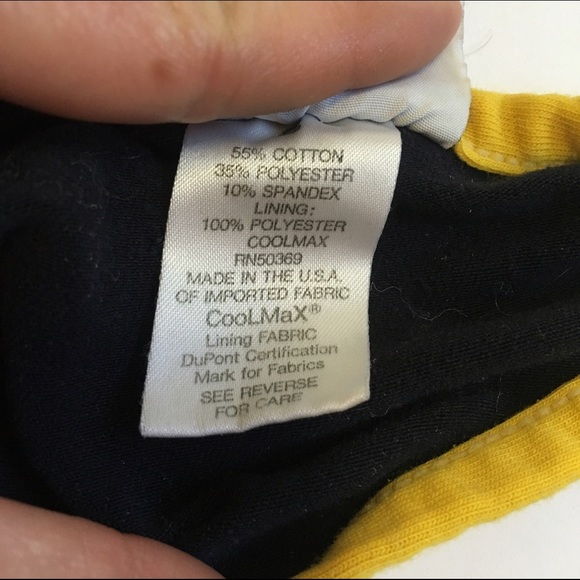 55% COTTON
35% POLYESTER
10% SPANDEX
LINING:
100% POLYESTER
COOLMAX
RN50369
MADE IN THE U.S.A.
OF IMPORTED FABRIC
CooLMaX®
Lining FABRIC
DuPont Certification
Mark for Fabrics
SEE REVERSE
FOR CARE